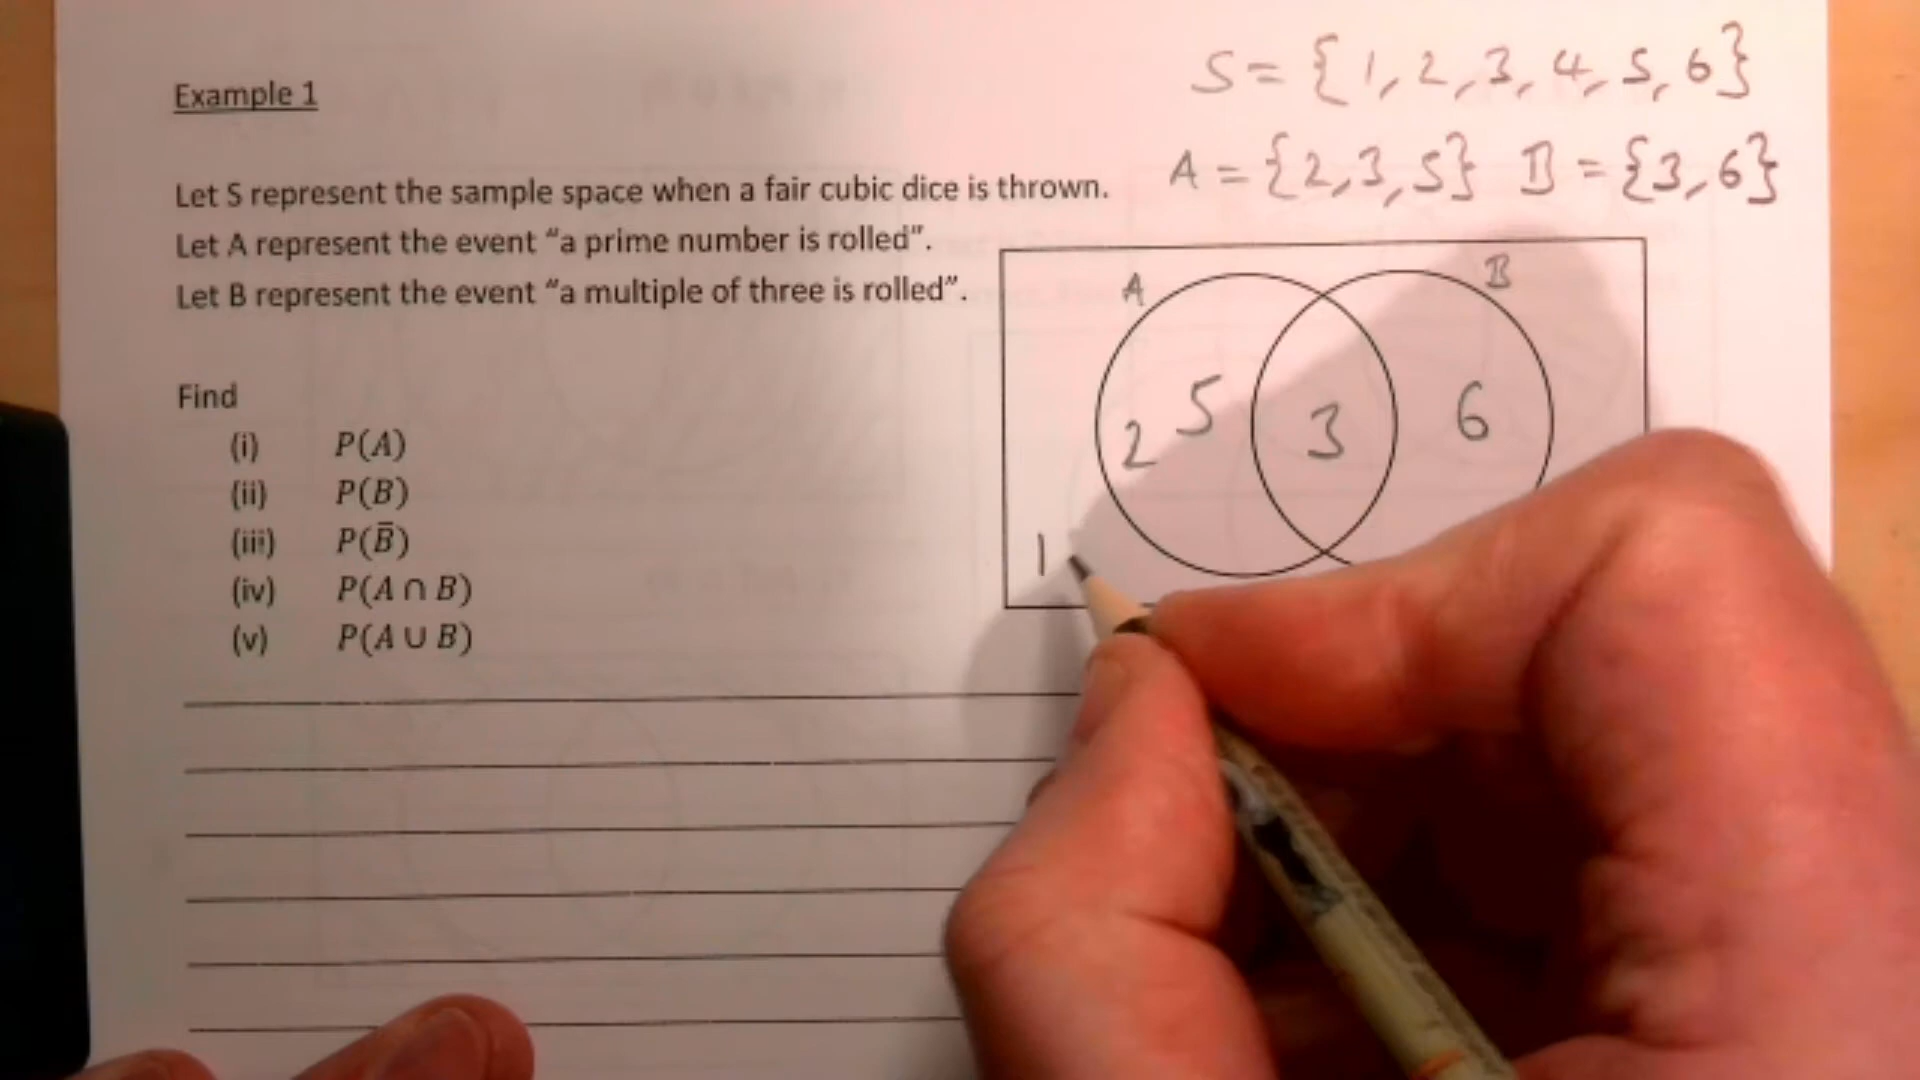 Example 1
S = {1, 2, 3, 4, 5, 6}
A = {2, 3, 5} B = {3, 6}
Let S represent the sample space when a fair cubic dice is thrown.
Let A represent the event “a prime number is rolled”.
Let B represent the event “a multiple of three is rolled”.
A B
2 5 3 6
1
Find
(i) P(A)
(ii) P(B)
(iii) P(B̄)
(iv) P(A ∩ B)
(v) P(A ∪ B)